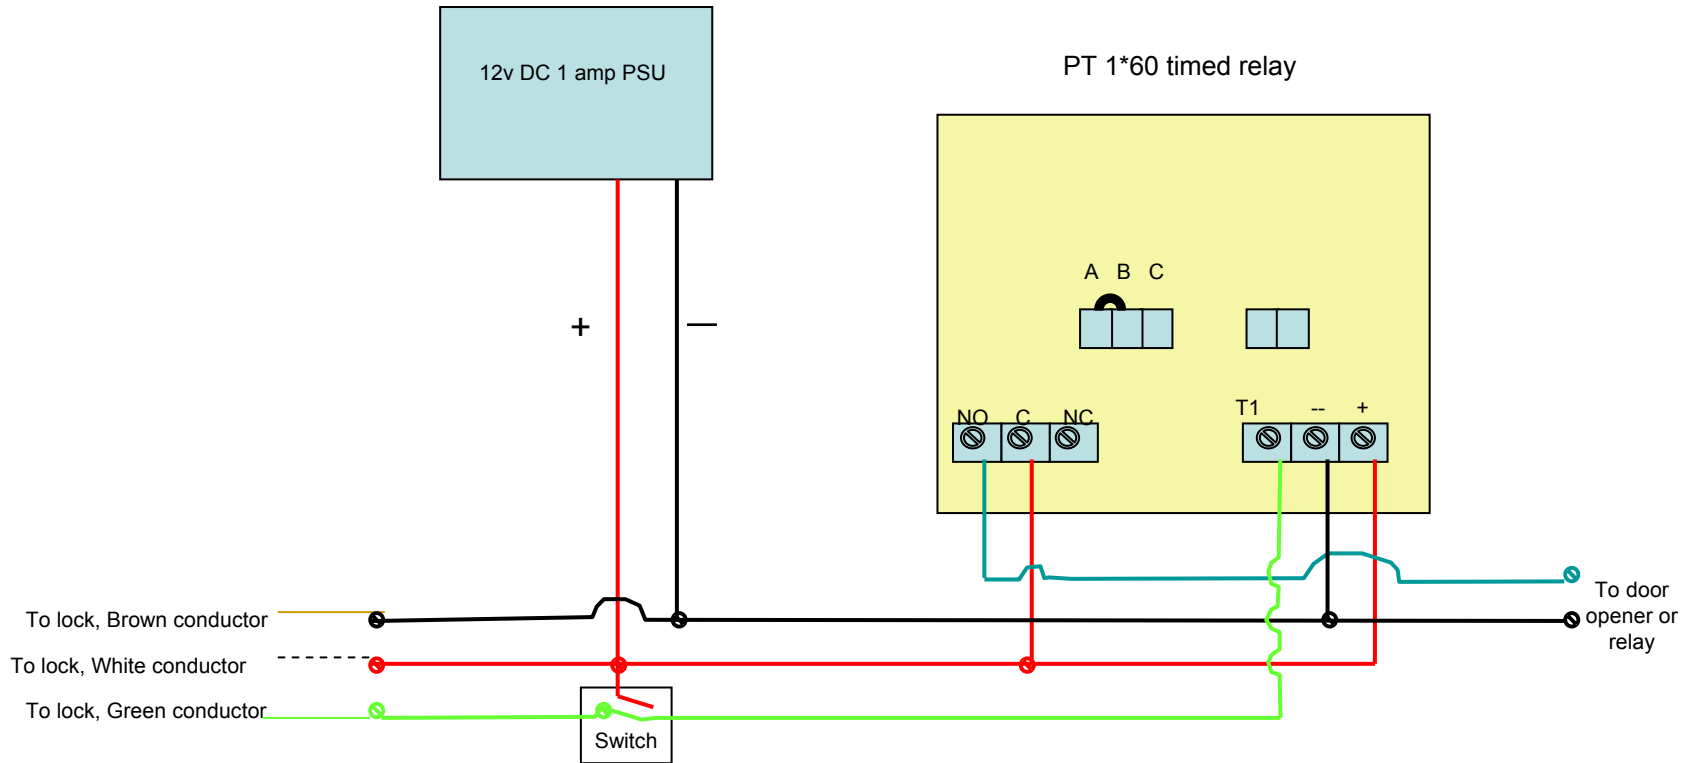 12v DC 1 amp PSU
PT 1*60 timed relay
A B C
+ —
NO C NC
T1 -- +
To lock, Brown conductor
To lock, White conductor
To lock, Green conductor
Switch
To door
opener or
relay